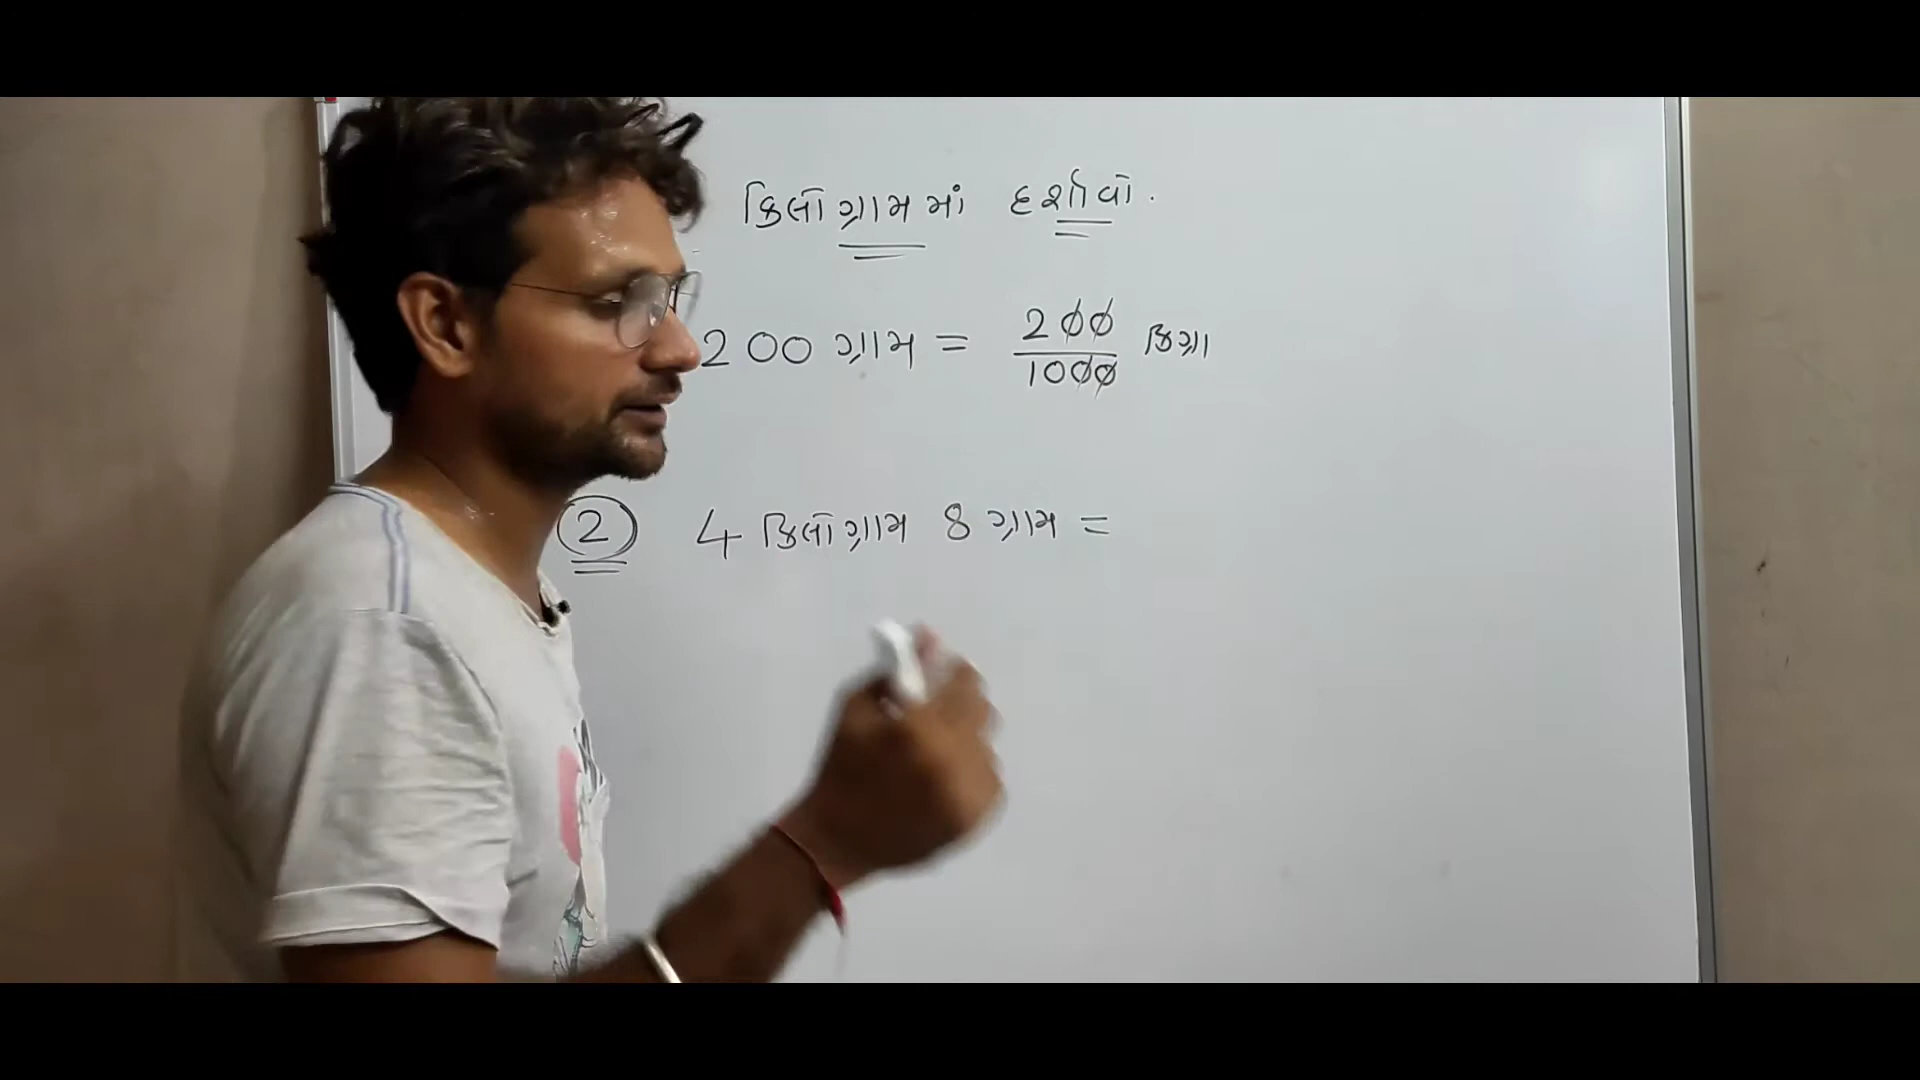 કિલોગ્રામમાં દર્શાવો.
200 ગ્રામ = 200/1000 કિગ્રા
2 4 કિલોગ્રામ 8 ગ્રામ =